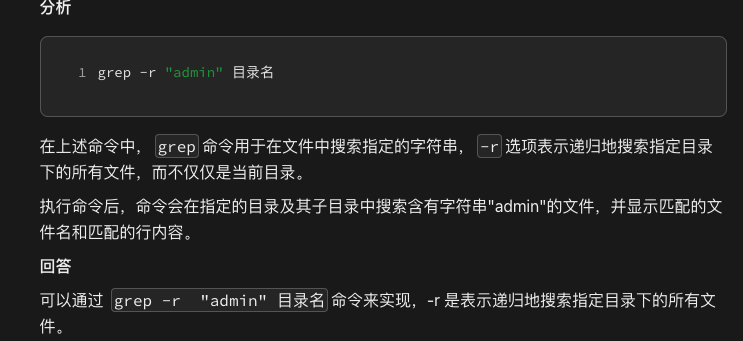 分析
1 grep -r "admin" 目录名
在上述命令中， grep 命令用于在文件中搜索指定的字符串， -r 选项表示递归地搜索指定目录
下的所有文件，而不仅仅是当前目录。
执行命令后，命令会在指定的目录及其子目录中搜索含有字符串"admin"的文件，并显示匹配的文
件名和匹配的行内容。
回答
可以通过 grep -r  "admin" 目录名 命令来实现，-r 是表示递归地搜索指定目录下的所有文
件。